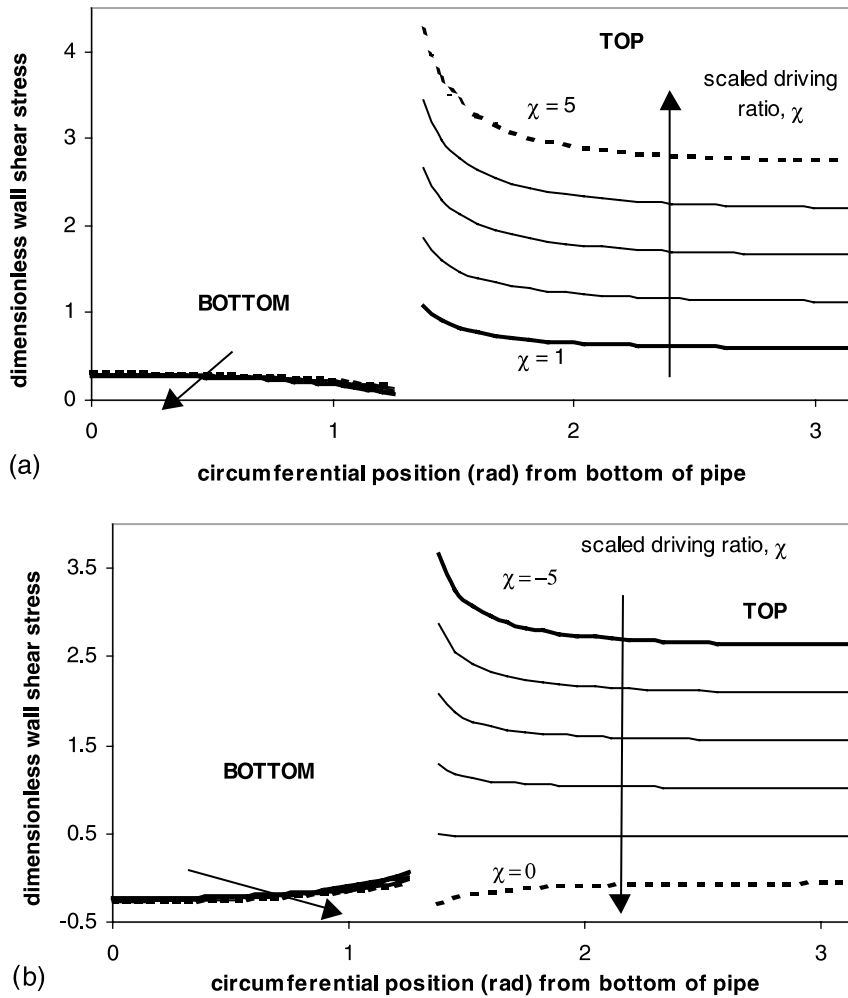 4
3
2
1
0
dimensionless wall shear stress
TOP
scaled driving
ratio, χ
χ = 5
BOTTOM
χ = 1
0
1
2
3
(a)
circumferential position (rad) from bottom of pipe
3.5
2.5
1.5
0.5
-0.5
dimensionless wall shear stress
scaled driving ratio, χ
χ = −5
TOP
BOTTOM
χ = 0
0
1
2
3
(b)
circumferential position (rad) from bottom of pipe